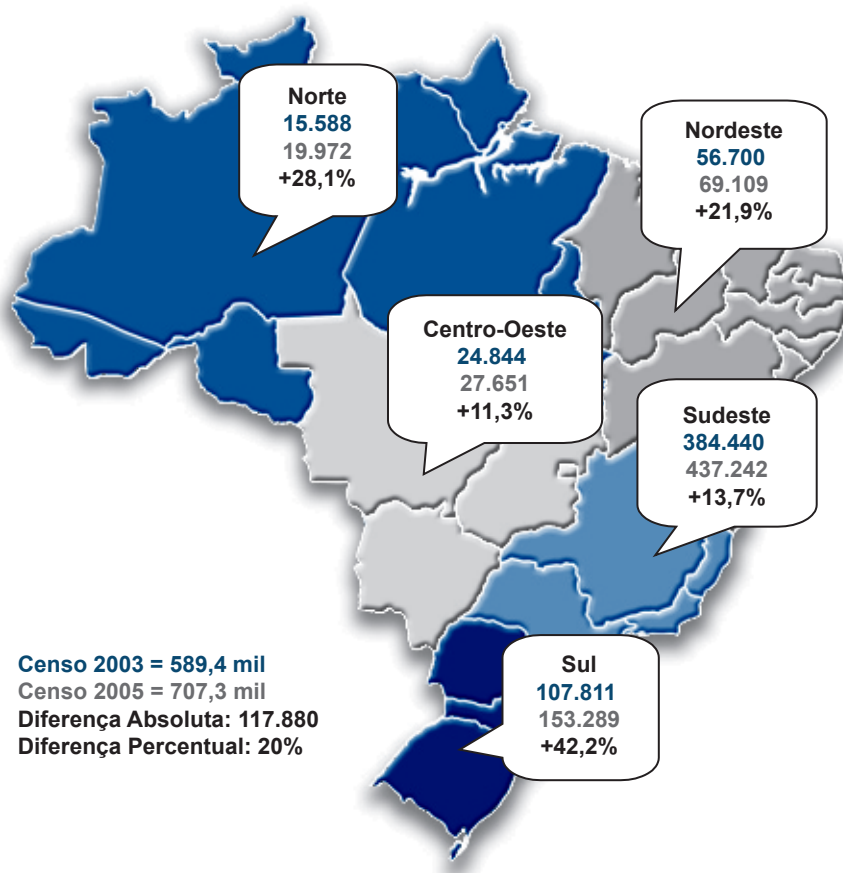 Norte
15.588
19.972
+28,1%
Nordeste
56.700
69.109
+21,9%
Centro-Oeste
24.844
27.651
+11,3%
Sudeste
384.440
437.242
+13,7%
Sul
107.811
153.289
+42,2%
Censo 2003 = 589,4 mil
Censo 2005 = 707,3 mil
Diferença Absoluta: 117.880
Diferença Percentual: 20%